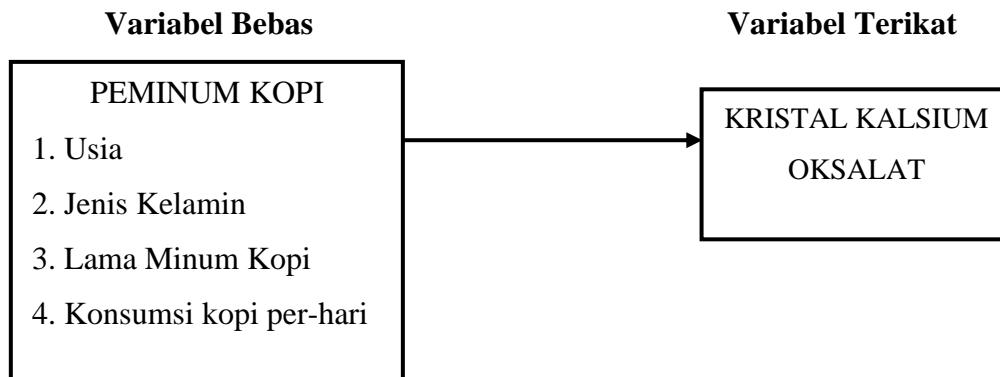 Variabel Bebas
PEMINUM KOPI
1. Usia
2. Jenis Kelamin
3. Lama Minum Kopi
4. Konsumsi kopi per-hari
Variabel Terikat
KRISTAL KALSIUM
OKSALAT